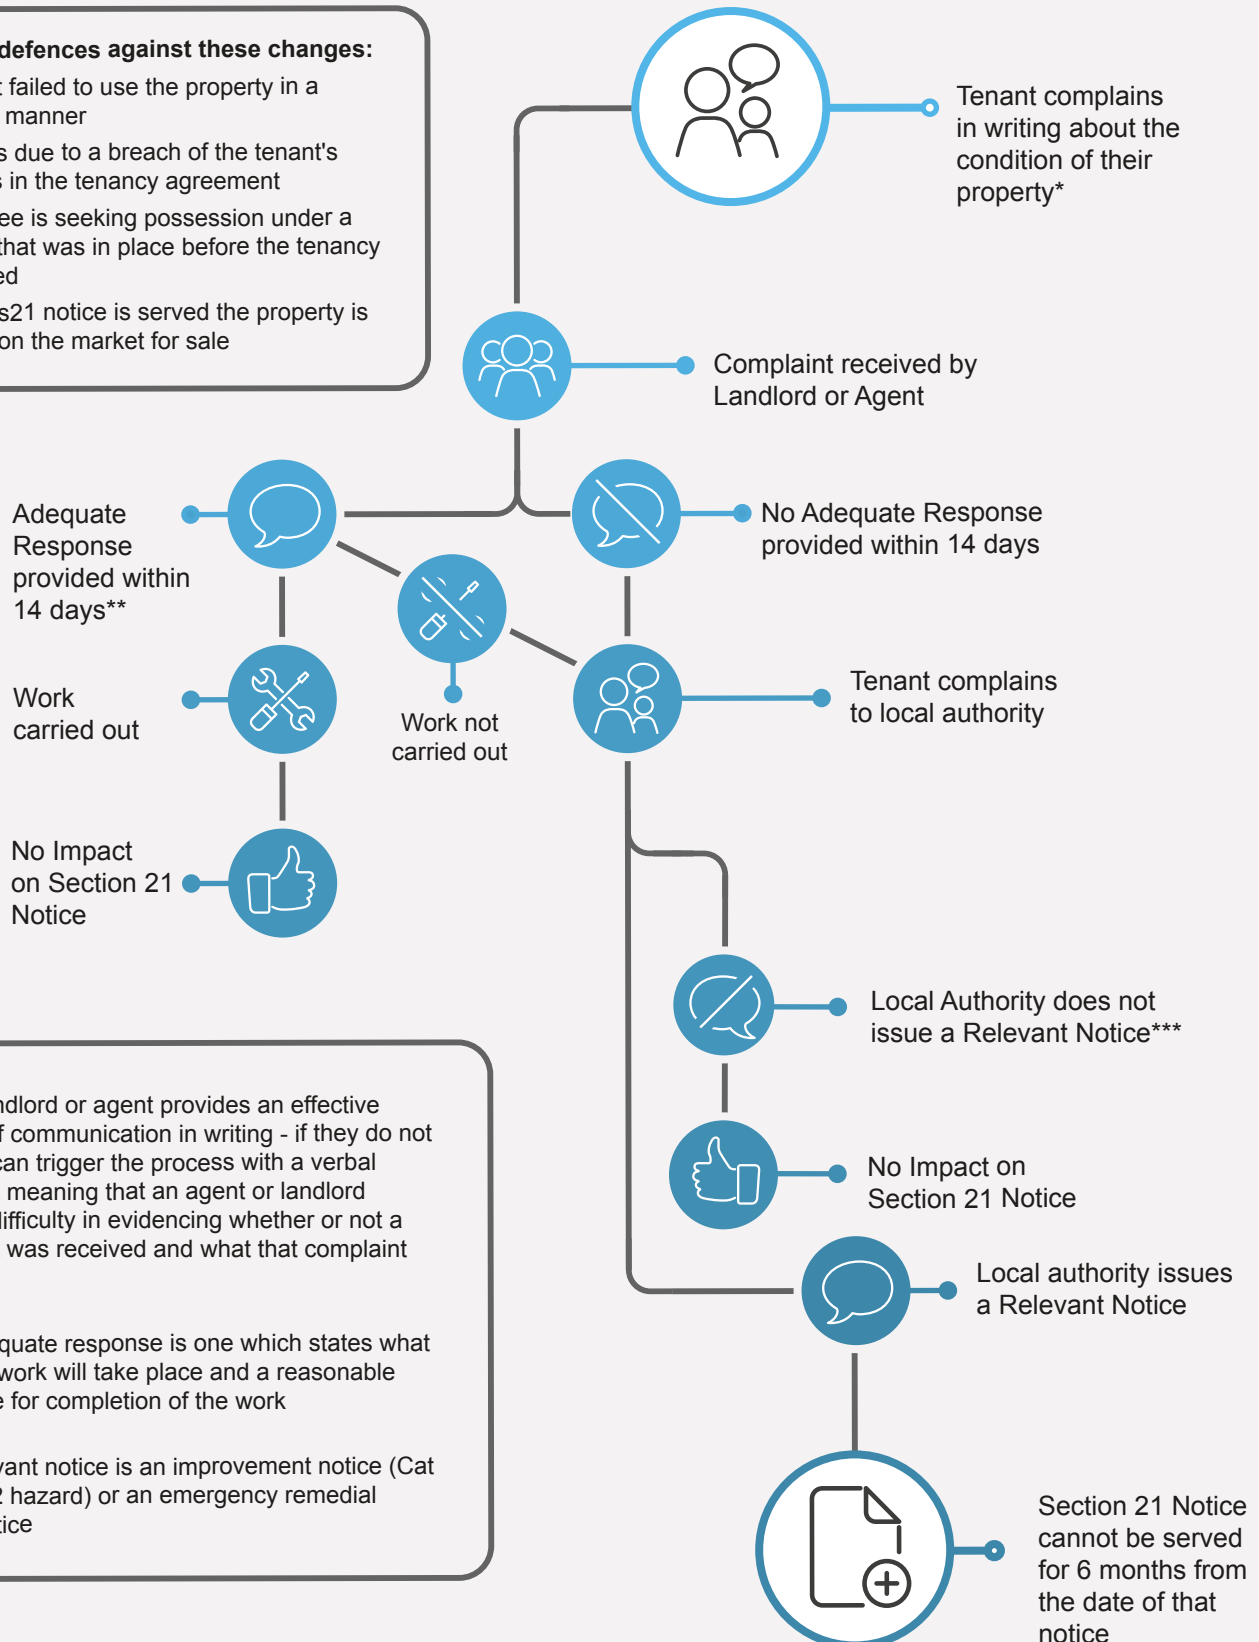 defences against these changes:
failed to use the property in a
manner
s due to a breach of the tenant's
s in the tenancy agreement
ee is seeking possession under a
that was in place before the tenancy
ed
s21 notice is served the property is
on the market for sale
Tenant complains
in writing about the
condition of their
property*
Complaint received by
Landlord or Agent
Adequate
Response
provided within
14 days**
No Adequate Response
provided within 14 days
Work
carried out
Work not
carried out
Tenant complains
to local authority
No Impact
on Section 21
Notice
Local Authority does not
issue a Relevant Notice***
No Impact on
Section 21 Notice
Local authority issues
a Relevant Notice
Section 21 Notice
cannot be served
for 6 months from
the date of that
notice
ndlord or agent provides an effective
f communication in writing - if they do not
can trigger the process with a verbal
meaning that an agent or landlord
difficulty in evidencing whether or not a
was received and what that complaint
quate response is one which states what
work will take place and a reasonable
e for completion of the work
vant notice is an improvement notice (Cat
2 hazard) or an emergency remedial
tice